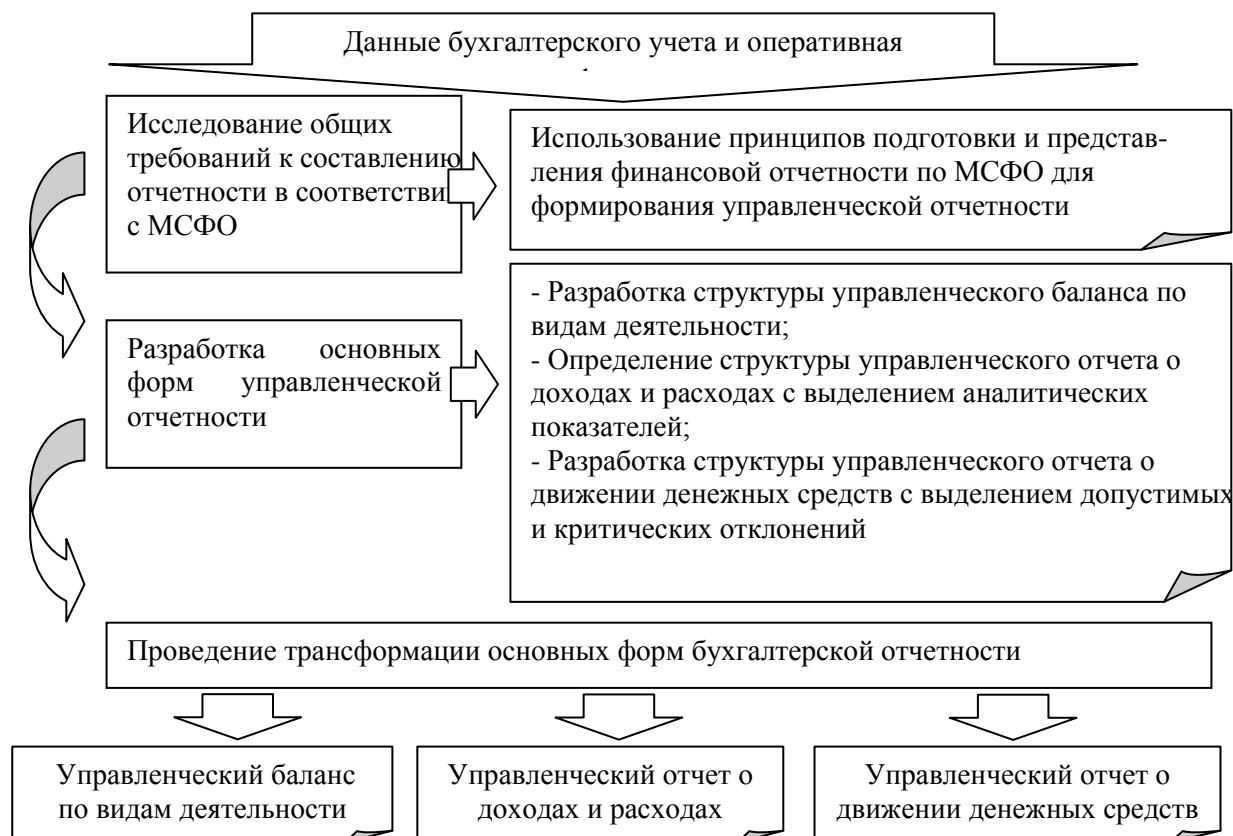 Данные бухгалтерского учета и оперативная
Исследование общих
требований к составлению
отчетности в соответстви
с МСФО
Использование принципов подготовки и представ-
ления финансовой отчетности по МСФО для
формирования управленческой отчетности
Разработка основных
форм управленческой
отчетности
- Разработка структуры управленческого баланса по
видам деятельности;
- Определение структуры управленческого отчета о
доходах и расходах с выделением аналитических
показателей;
- Разработка структуры управленческого отчета о
движении денежных средств с выделением допустимых
и критических отклонений
Проведение трансформации основных форм бухгалтерской отчетности
Управленческий баланс
по видам деятельности
Управленческий отчет о
доходах и расходах
Управленческий отчет о
движении денежных средств